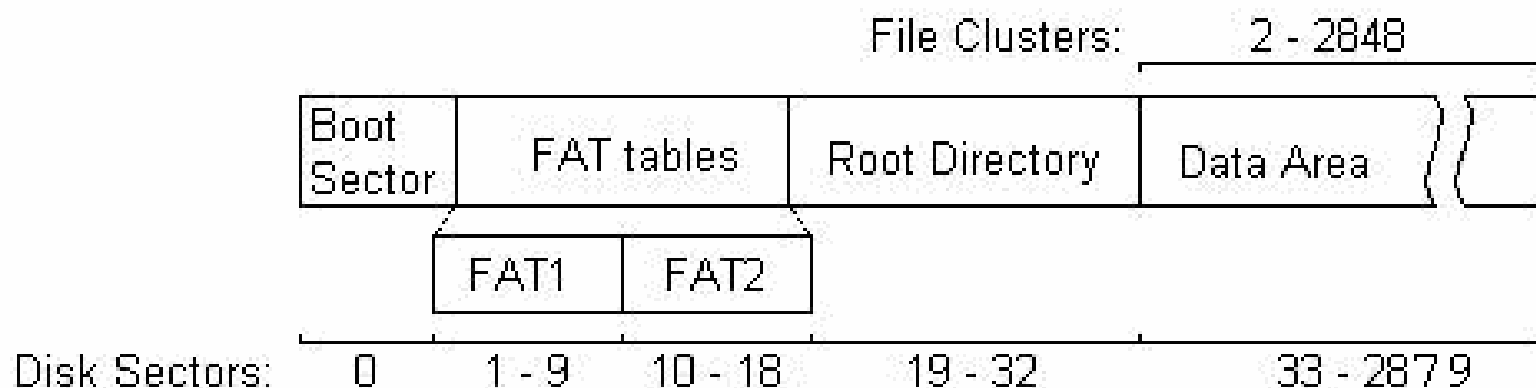 File Clusters: 2 - 2848
Boot
Sector
FAT tables
Root Directory
Data Area
FAT1
FAT2
Disk Sectors: 0 1 - 9 10 - 18 19 - 32 33 - 2879